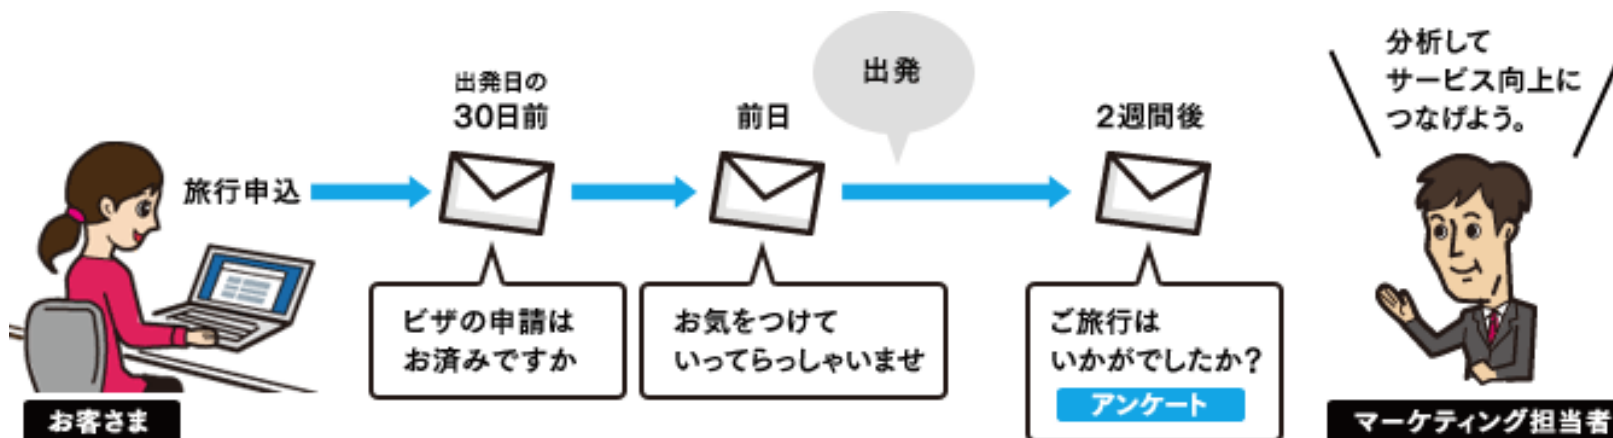 旅行申込
出発日の
30日前
前日
出発
2週間後
分析して
サービス向上に
つなげよう。
ビザの申請は
お済みですか
お気をつけて
いってらっしゃいませ
ご旅行は
いかがでしたか?
アンケート
お客さま
マーケティング担当者